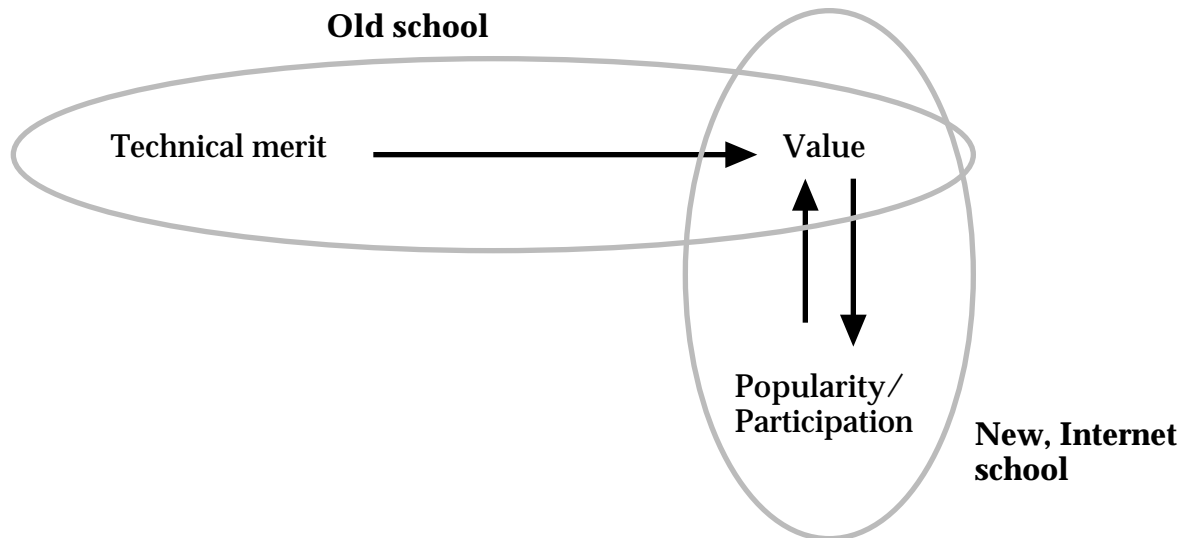 Old school
Technical merit
Value
Popularity/
Participation
New, Internet
school